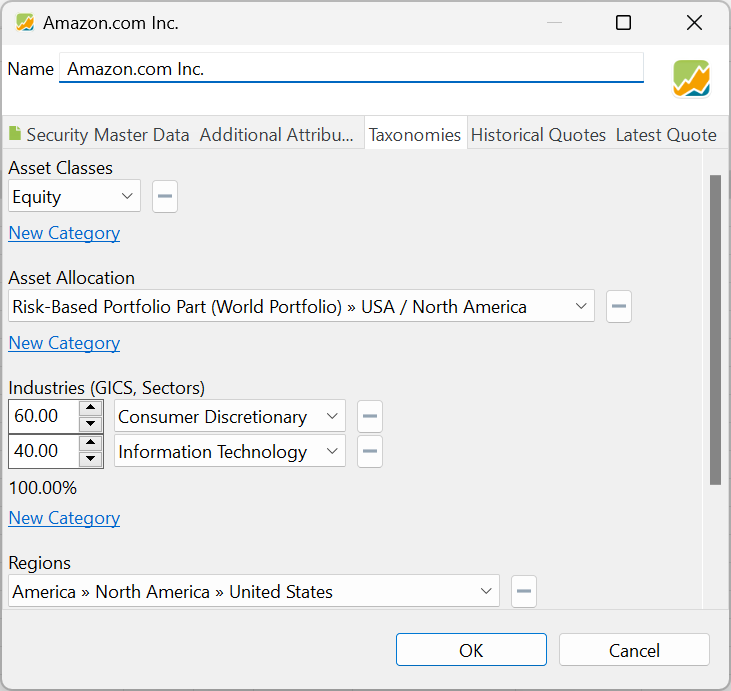 Amazon.com Inc.
Name Amazon.com Inc.
Security Master Data Additional Attribu... Taxonomies Historical Quotes Latest Quote
Asset Classes
Equity
New Category
Asset Allocation
Risk-Based Portfolio Part (World Portfolio) » USA / North America
New Category
Industries (GICS, Sectors)
60.00 Consumer Discretionary
40.00 Information Technology
100.00%
New Category
Regions
America » North America » United States
OK Cancel